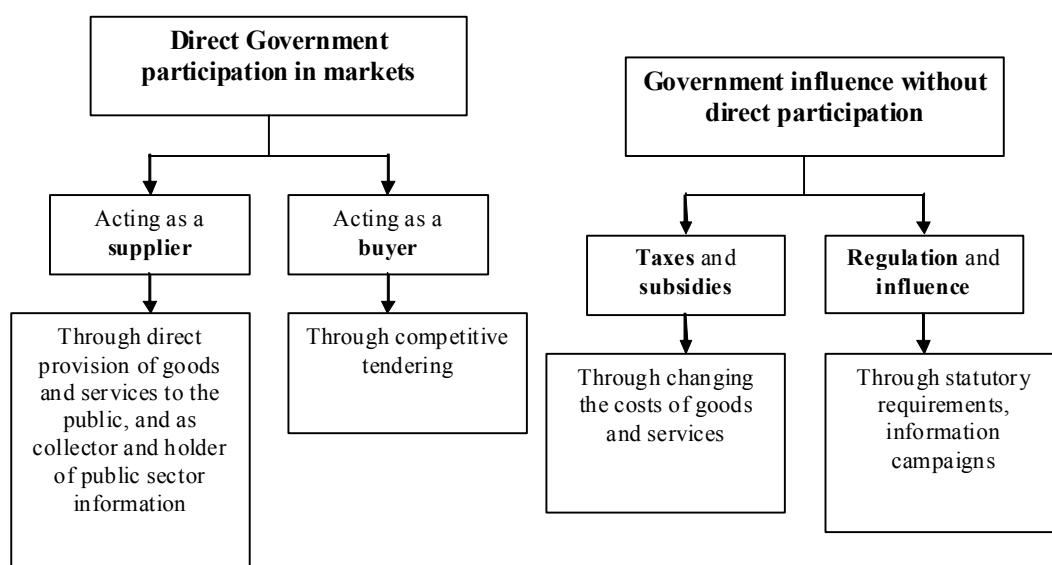 Direct Government
participation in markets
Acting as a
supplier
Acting as a
buyer
Through direct
provision of goods
and services to the
public, and as
collector and holder
of public sector
information
Through competitive
tendering
Government influence without
direct participation
Taxes and
subsidies
Regulation and
influence
Through changing
the costs of goods
and services
Through statutory
requirements,
information
campaigns